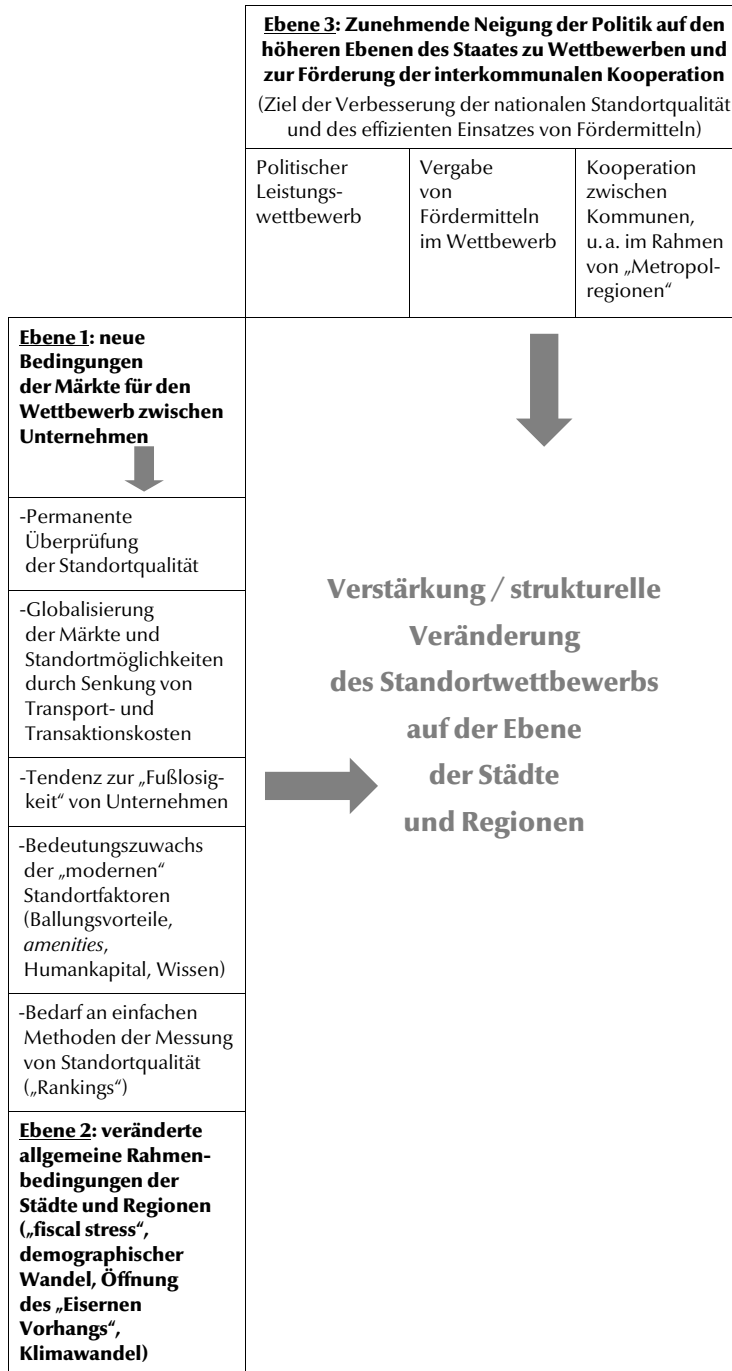 Ebene 3: Zunehmende Neigung der Politik auf den
höheren Ebenen des Staates zu Wettbewerben und
zur Förderung der interkommunalen Kooperation
(Ziel der Verbesserung der nationalen Standortqualität
und des effizienten Einsatzes von Fördermitteln)
Politischer
Leistungs-
wettbewerb
Vergabe
von
Fördermitteln
im Wettbewerb
Kooperation
zwischen
Kommunen,
u. a. im Rahmen
von „Metropol-
regionen“
Ebene 1: neue
Bedingungen
der Märkte für den
Wettbewerb zwischen
Unternehmen
-Permanente
Überprüfung
der Standortqualität
-Globalisierung
der Märkte und
Standortmöglichkeiten
durch Senkung von
Transport- und
Transaktionskosten
-Tendenz zur „Fußlosig-
keit“ von Unternehmen
-Bedeutungszuwachs
der „modernen“
Standortfaktoren
(Ballungsvorteile,
amenities,
Humankapital, Wissen)
-Bedarf an einfachen
Methoden der Messung
von Standortqualität
(„Rankings“)
Ebene 2: veränderte
allgemeine Rahmen-
bedingungen der
Städte und Regionen
(„fiscal stress“,
demographischer
Wandel, Öffnung
des „Eisernen
Vorhangs“,
Klimawandel)
Verstärkung / strukturelle
Veränderung
des Standortwettbewerbs
auf der Ebene
der Städte
und Regionen